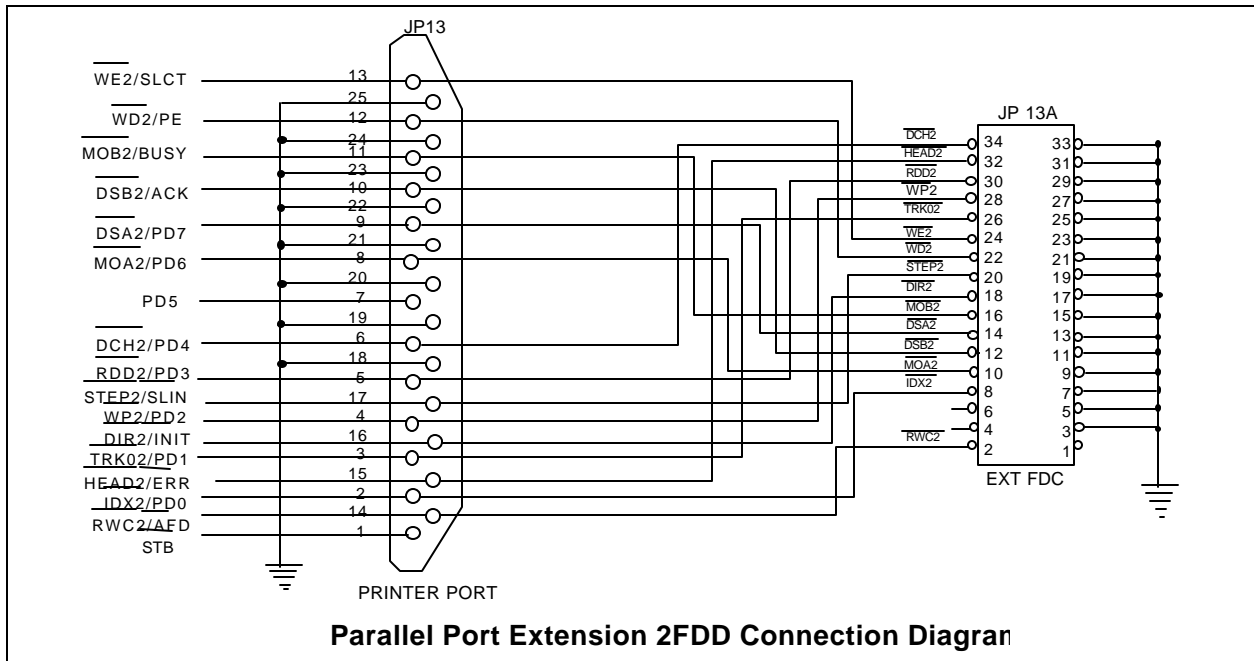 JP13
WE2/SLCT
WD2/PE
MOB2/BUSY
DSB2/ACK
DSA2/PD7
MOA2/PD6
PD5
DCH2/PD4
RDD2/PD3
STEP2/SLIN
WP2/PD2
DIR2/INIT
TRK02/PD1
HEAD2/ERR
IDX2/PD0
RWC2/AFD
STB
13
25
12
24
11
23
10
22
9
21
8
20
7
19
6
18
5
17
4
16
3
15
2
14
1
PRINTER PORT
JP 13A
DCH2
HEAD2
RDD2
WP2
TRK02
WE2
WD2
STEP2
DIR2
MOB2
DSA2
DSB2
MOA2
IDX2
RWC2
34 33
32 31
30 29
28 27
26 25
24 23
22 21
20 19
18 17
16 15
14 13
12 11
10 9
8 7
6 5
4 3
2 1
EXT FDC
Parallel Port Extension 2FDD Connection Diagran